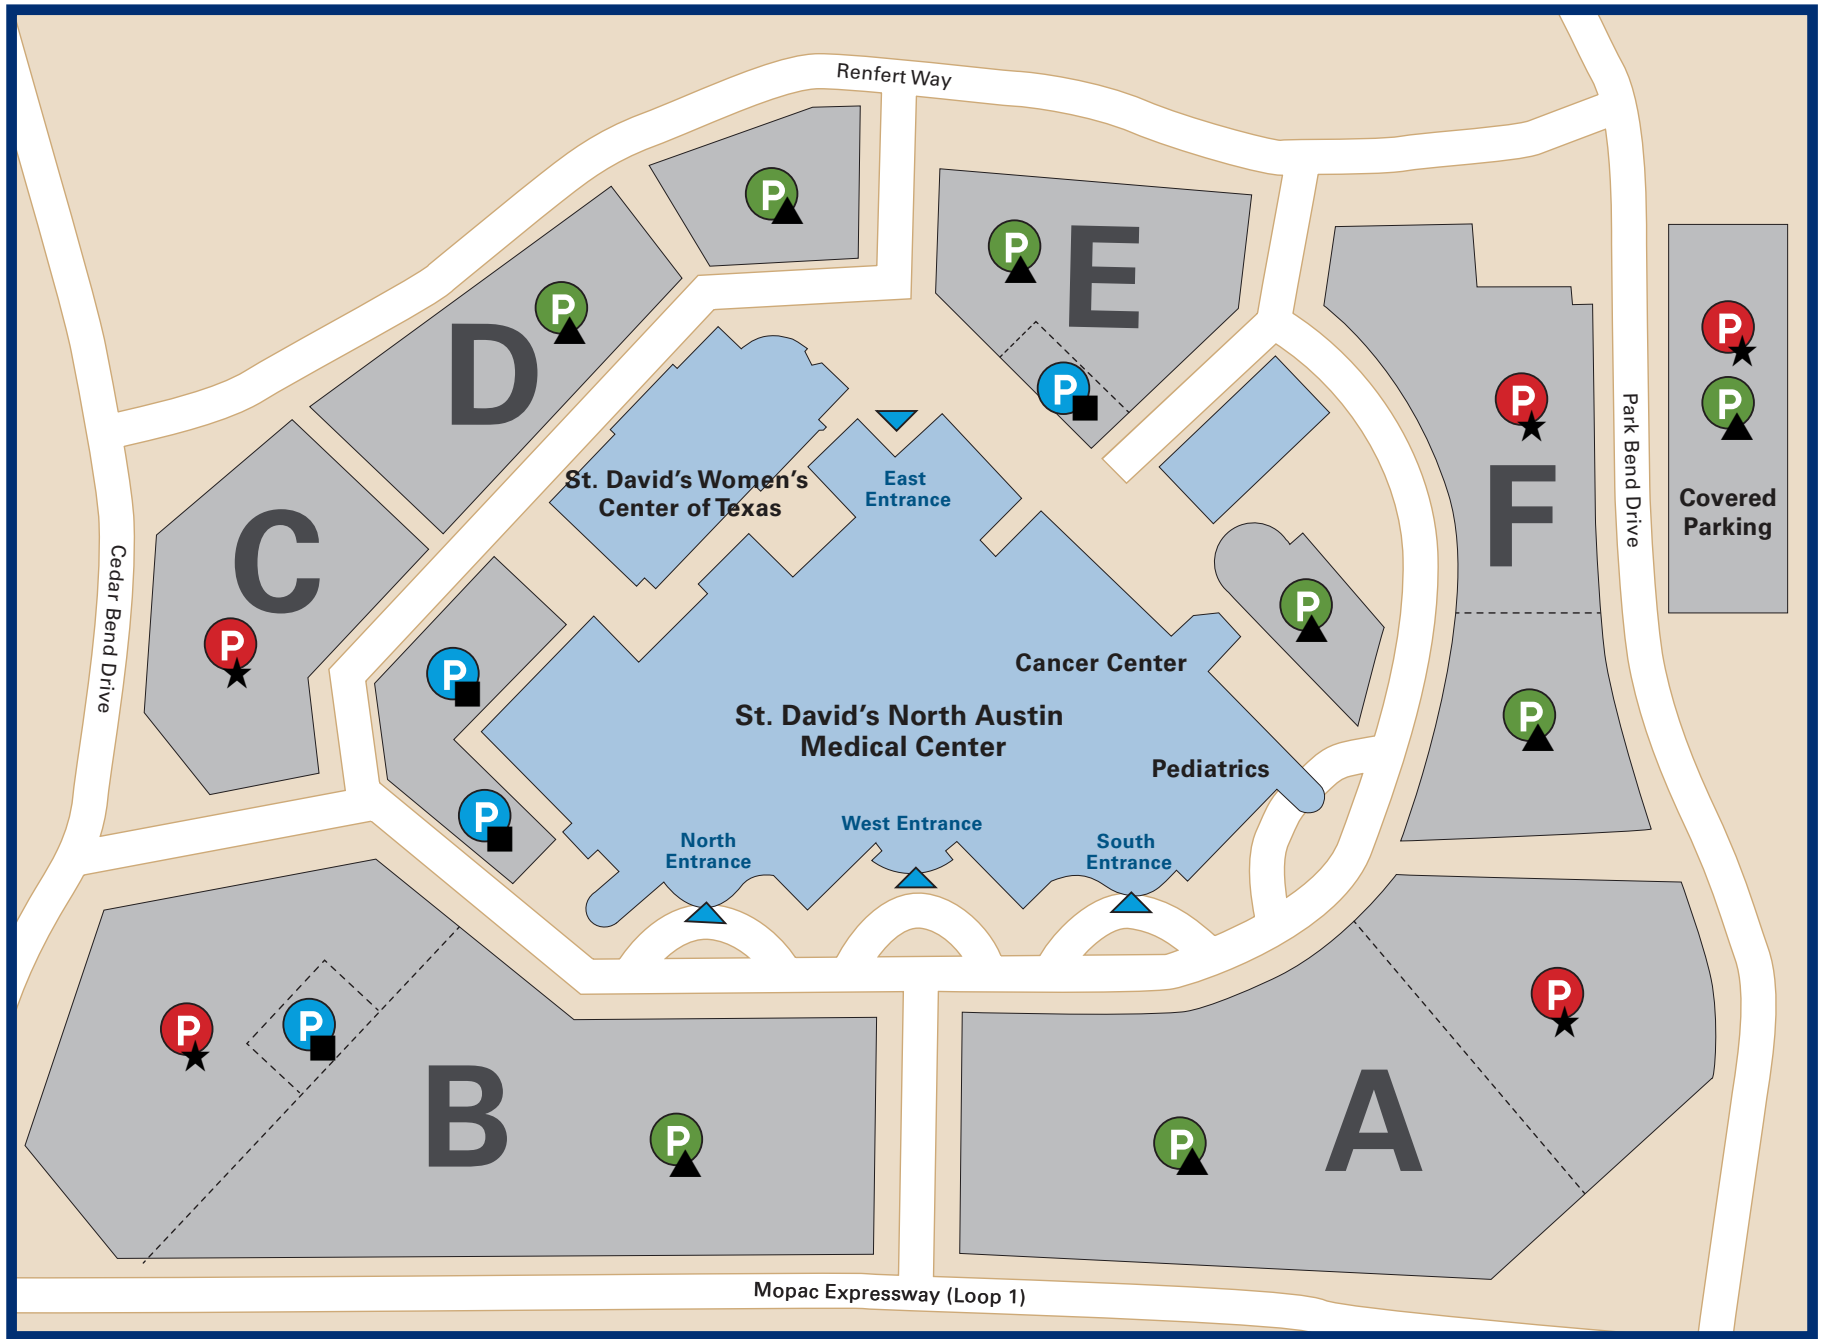 Renfert Way
P
P
E
P
D
P
P
P
P
P
Park Bend Drive
Covered
Parking
F
St. David's Women's
Center of Texas
East
Entrance
C
P
Cedar Bend Drive
P
P
Cancer Center
P
St. David's North Austin
Medical Center
Pediatrics
P
North
Entrance
West Entrance
South
Entrance
P
P
P
B
P
A
P
Mopac Expressway (Loop 1)